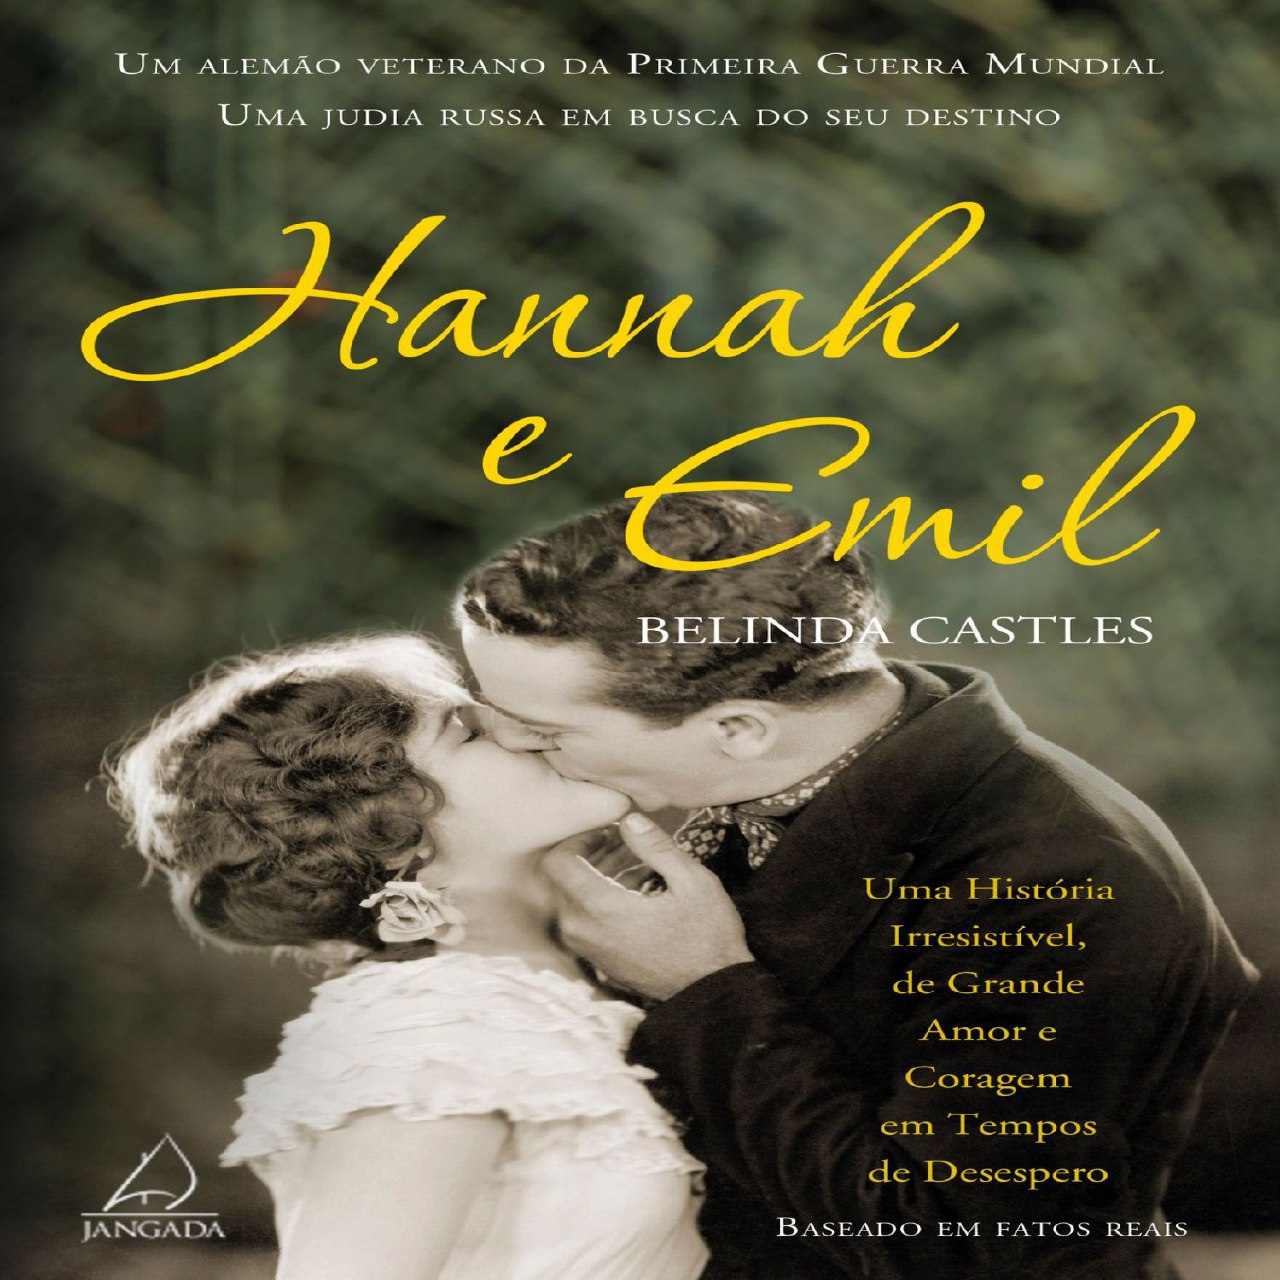 Um alemão veterano da Primeira Guerra Mundial
Uma judia russa em busca do seu destino
Hannah
e Emil
BELINDA CASTLES
Uma História
Irresistível,
de Grande
Amor e
Coragem
em Tempos
de Desespero
JANGADA
Baseado em fatos reais